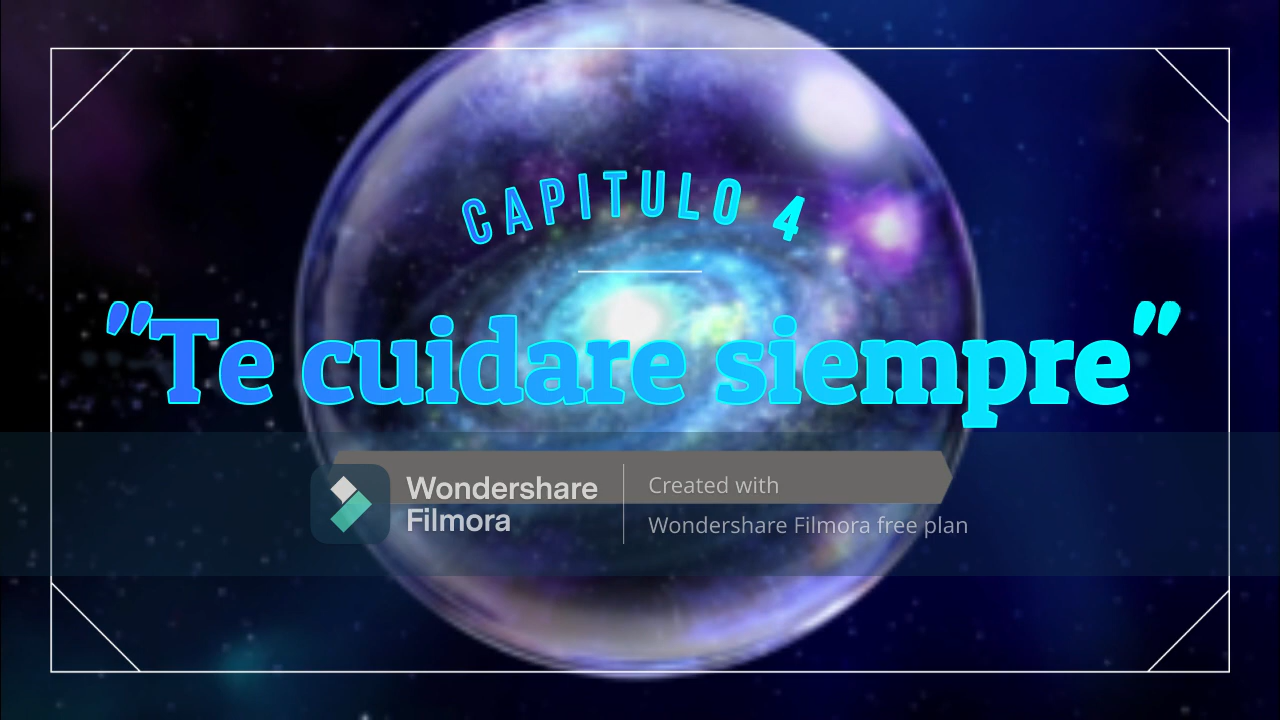 CAPITULO 4
"Te cuidare siempre"
Wondershare
Filmora
Created with
Wondershare Filmora free plan